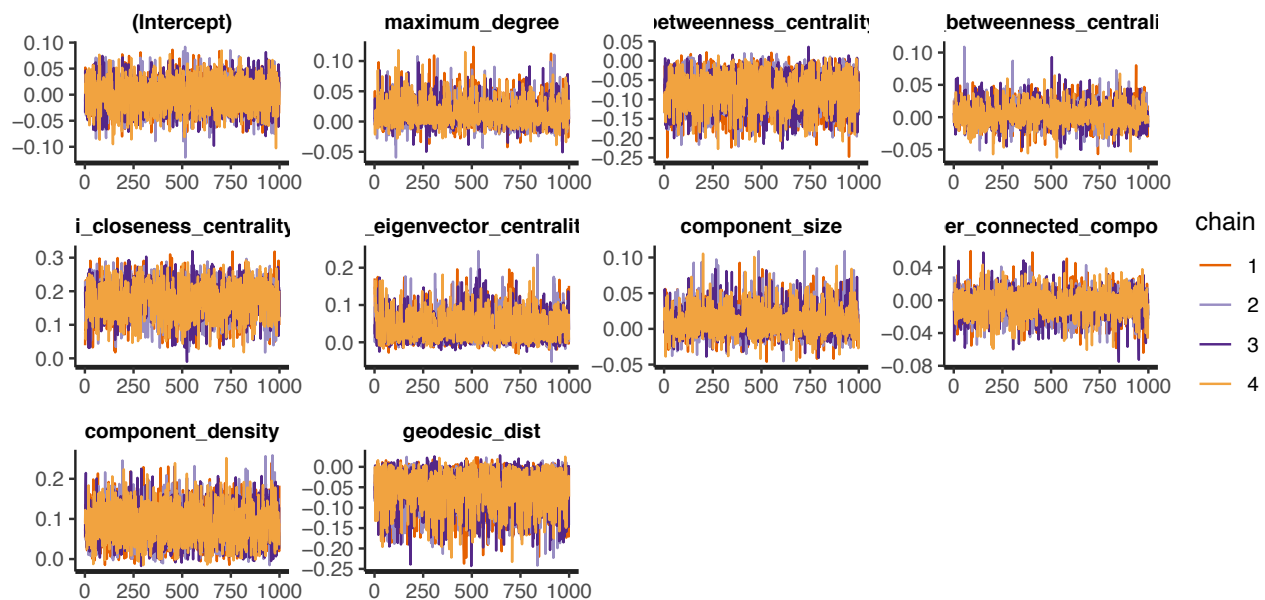 (Intercept)
maximum_degree
betweenness_centrality
_betweenness_centrali
0.10
0.05
0.00
−0.05
−0.10
0 250 500 750 1000
0.10
0.05
0.00
−0.05
0 250 500 750 1000
0.05
0.00
−0.05
−0.10
−0.15
−0.20
−0.25
0 250 500 750 1000
0.10
0.05
0.00
−0.05
0 250 500 750 1000
i_closeness_centrality
_eigenvector_centralit
component_size
er_connected_compo
0.3
0.2
0.1
0.0
0 250 500 750 1000
0.2
0.1
0.0
0 250 500 750 1000
0.10
0.05
0.00
−0.05
0 250 500 750 1000
0.04
0.00
−0.04
−0.08
0 250 500 750 1000
component_density
geodesic_dist
0.2
0.1
0.0
0 250 500 750 1000
0.00
−0.05
−0.10
−0.15
−0.20
−0.25
0 250 500 750 1000
chain
1
2
3
4